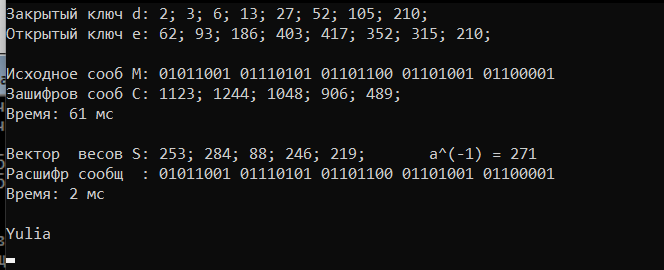 Закрытый ключ d: 2; 3; 6; 13; 27; 52; 105; 210;
Открытый ключ e: 62; 93; 186; 403; 417; 352; 315; 210;
Исходное сооб M: 01011001 01110101 01101100 01101001 01100001
Зашифров сооб C: 1123; 1244; 1048; 906; 489;
Время: 61 мс
Вектор  весов S: 253; 284; 88; 246; 219;       a^(-1) = 271
Расшифр сообщ  : 01011001 01110101 01101100 01101001 01100001
Время: 2 мс
Yulia